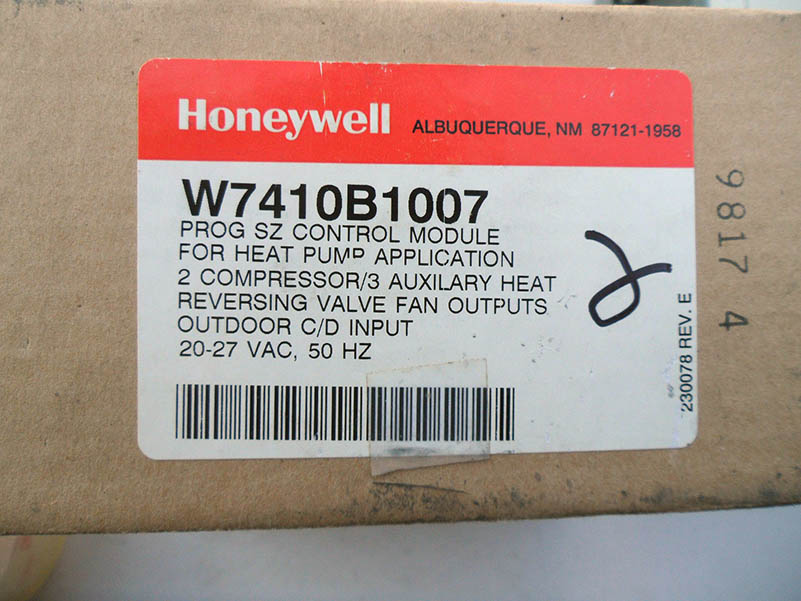 Honeywell ALBUQUERQUE, NM 87121-1958
W7410B1007
PROG SZ CONTROL MODULE
FOR HEAT PUMP APPLICATION
2 COMPRESSOR/3 AUXILARY HEAT
REVERSING VALVE FAN OUTPUTS
OUTDOOR C/D INPUT
20-27 VAC, 50 HZ
2
230078 REV. E
9817 4